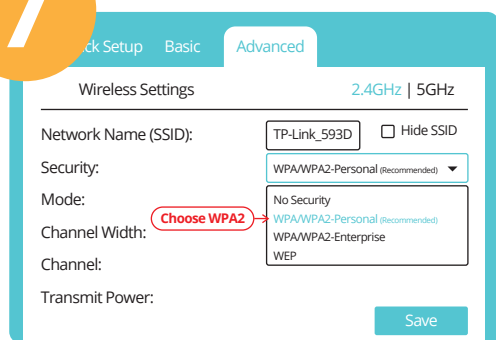 7
ck Setup Basic Advanced
Wireless Settings 2.4GHz | 5GHz
Network Name (SSID): TP-Link_593D Hide SSID
Security: WPA/WPA2-Personal (Recommended)
Mode: No Security
Choose WPA2 WPA/WPA2-Personal (Recommended)
Channel Width: WPA/WPA2-Enterprise
Channel: WEP
Transmit Power:
Save